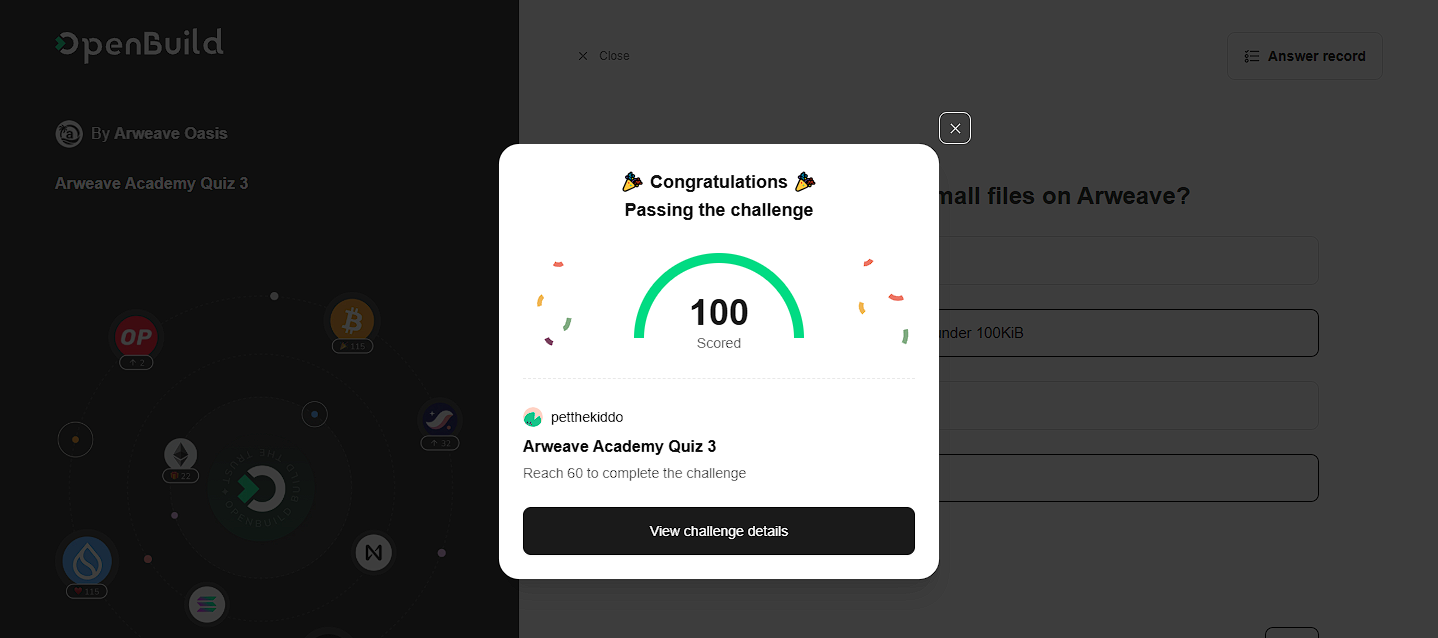 OpenBuild
Close
Answer record
By Arweave Oasis
Arweave Academy Quiz 3
mall files on Arweave?
under 100KiB
Congratulations
Passing the challenge
100
Scored
petthekiddo
Arweave Academy Quiz 3
Reach 60 to complete the challenge
View challenge details
OP
2
115
32
22
OPENBUILD
115